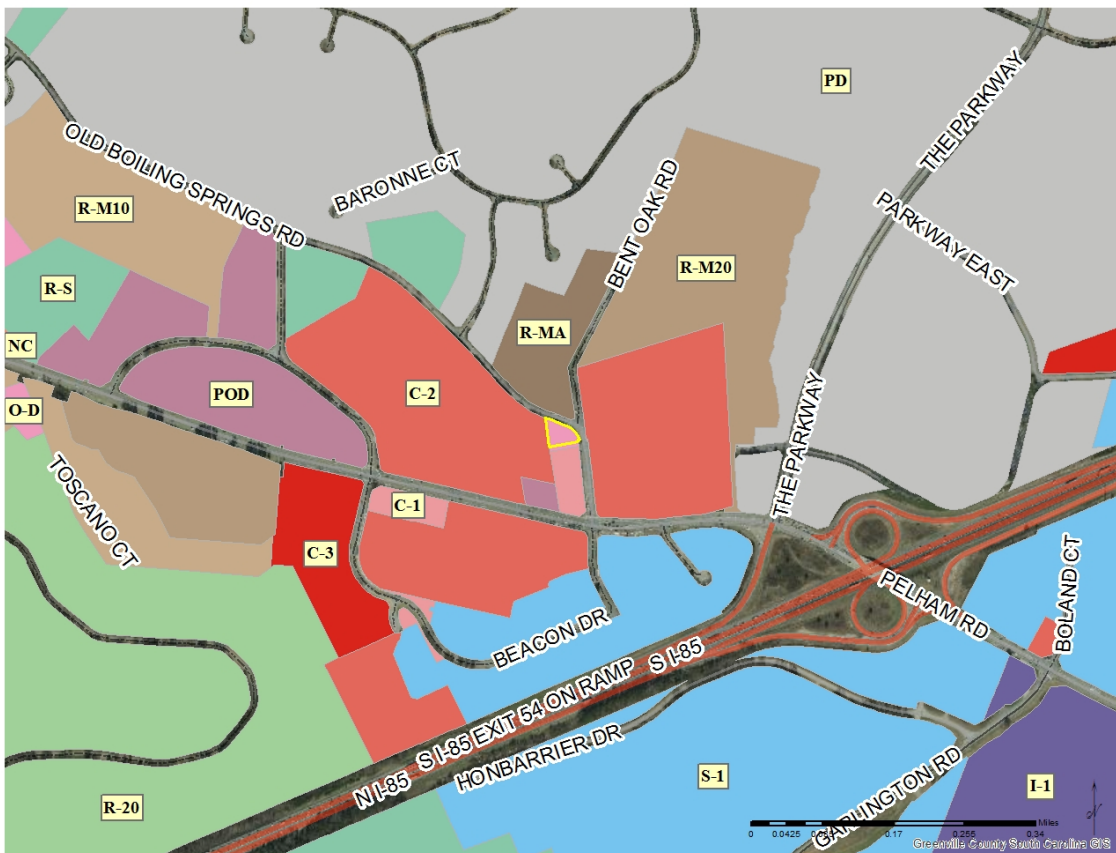 PD
THE PARKWAY
OLD BOILING SPRINGS RD
BARONNE CT
BENT OAK RD
PARKWAY EAST
R-M10
R-M20
R-S
R-MA
NC
POD
C-2
O-D
THE PARKWAY
TOSCANO CT
C-1
C-3
BOLAND CT
PELHAM RD
BEACON DR
N I-85 S I-85 EXIT 54 ON RAMP S I-85
HONBARRIER DR
S-1
I-1
R-20
GARLINGTON RD
Miles
0 0.0425 0.17 0.255 0.34
Greenville County South Carolina GIS